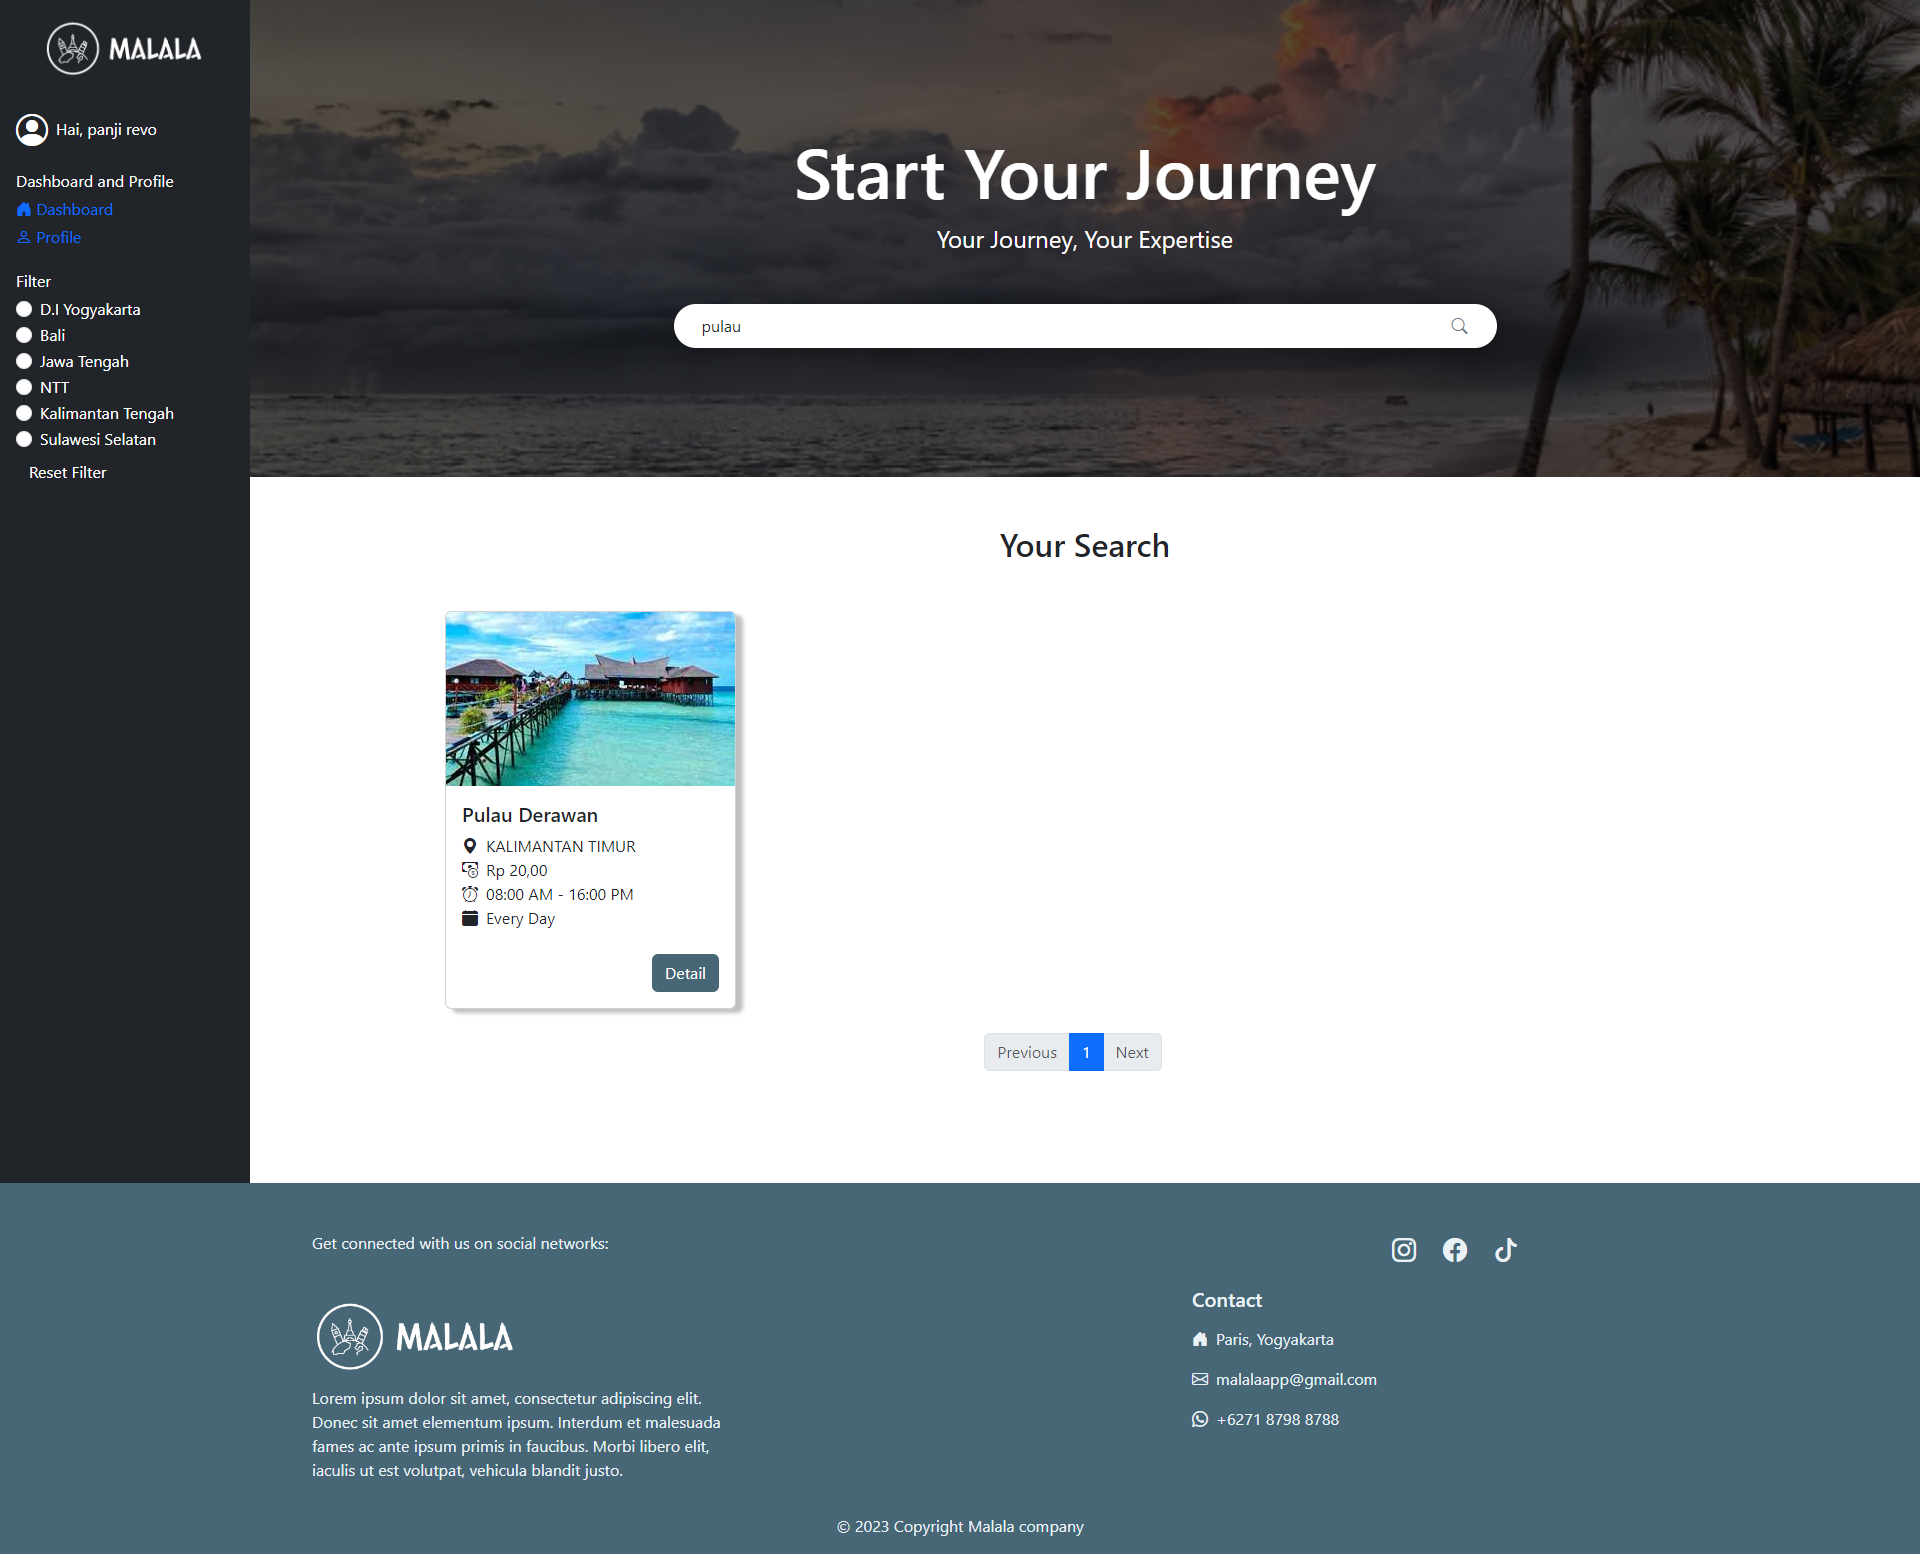 MALALA
Hai, panji revo
Dashboard and Profile
Dashboard
Profile
Filter
D.I Yogyakarta
Bali
Jawa Tengah
NTT
Kalimantan Tengah
Sulawesi Selatan
Reset Filter
Start Your Journey
Your Journey, Your Expertise
pulau
Your Search
Pulau Derawan
KALIMANTAN TIMUR
Rp 20,00
08:00 AM - 16:00 PM
Every Day
Detail
Previous 1 Next
Get connected with us on social networks:
MALALA
Lorem ipsum dolor sit amet, consectetur adipiscing elit.
Donec sit amet elementum ipsum. Interdum et malesuada
fames ac ante ipsum primis in faucibus. Morbi libero elit,
iaculis ut est volutpat, vehicula blandit justo.
Contact
Paris, Yogyakarta
malalaapp@gmail.com
+6271 8798 8788
© 2023 Copyright Malala company